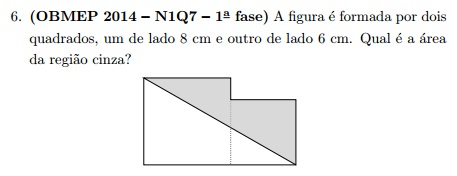 6. (OBMEP 2014 – N1Q7 – 1ª fase) A figura é formada por dois
quadrados, um de lado 8 cm e outro de lado 6 cm. Qual é a área
da região cinza?